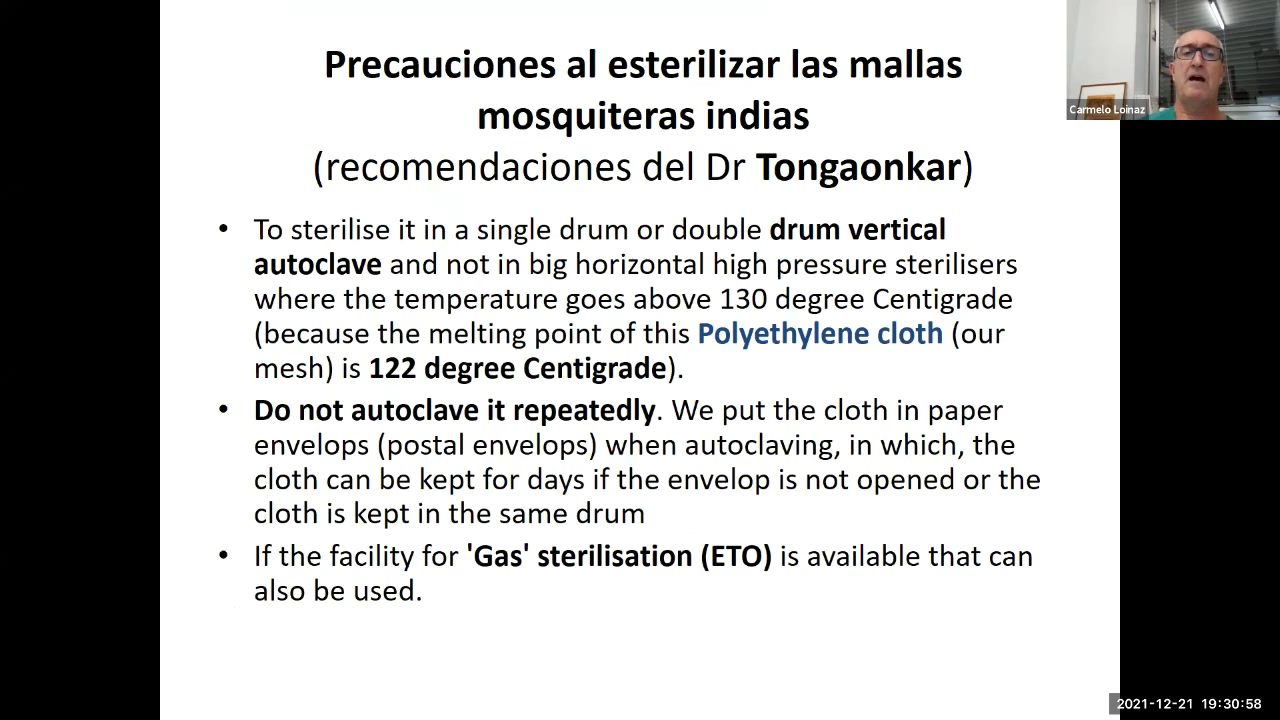 Precauciones al esterilizar las mallas
mosquiteras indias
(recomendaciones del Dr Tongaonkar)
• To sterilise it in a single drum or double drum vertical
autoclave and not in big horizontal high pressure sterilisers
where the temperature goes above 130 degree Centigrade
(because the melting point of this Polyethylene cloth (our
mesh) is 122 degree Centigrade).
• Do not autoclave it repeatedly. We put the cloth in paper
envelops (postal envelops) when autoclaving, in which, the
cloth can be kept for days if the envelop is not opened or the
cloth is kept in the same drum
• If the facility for 'Gas' sterilisation (ETO) is available that can
also be used.
Carmelo Loinaz
2021-12-21 19:30:58